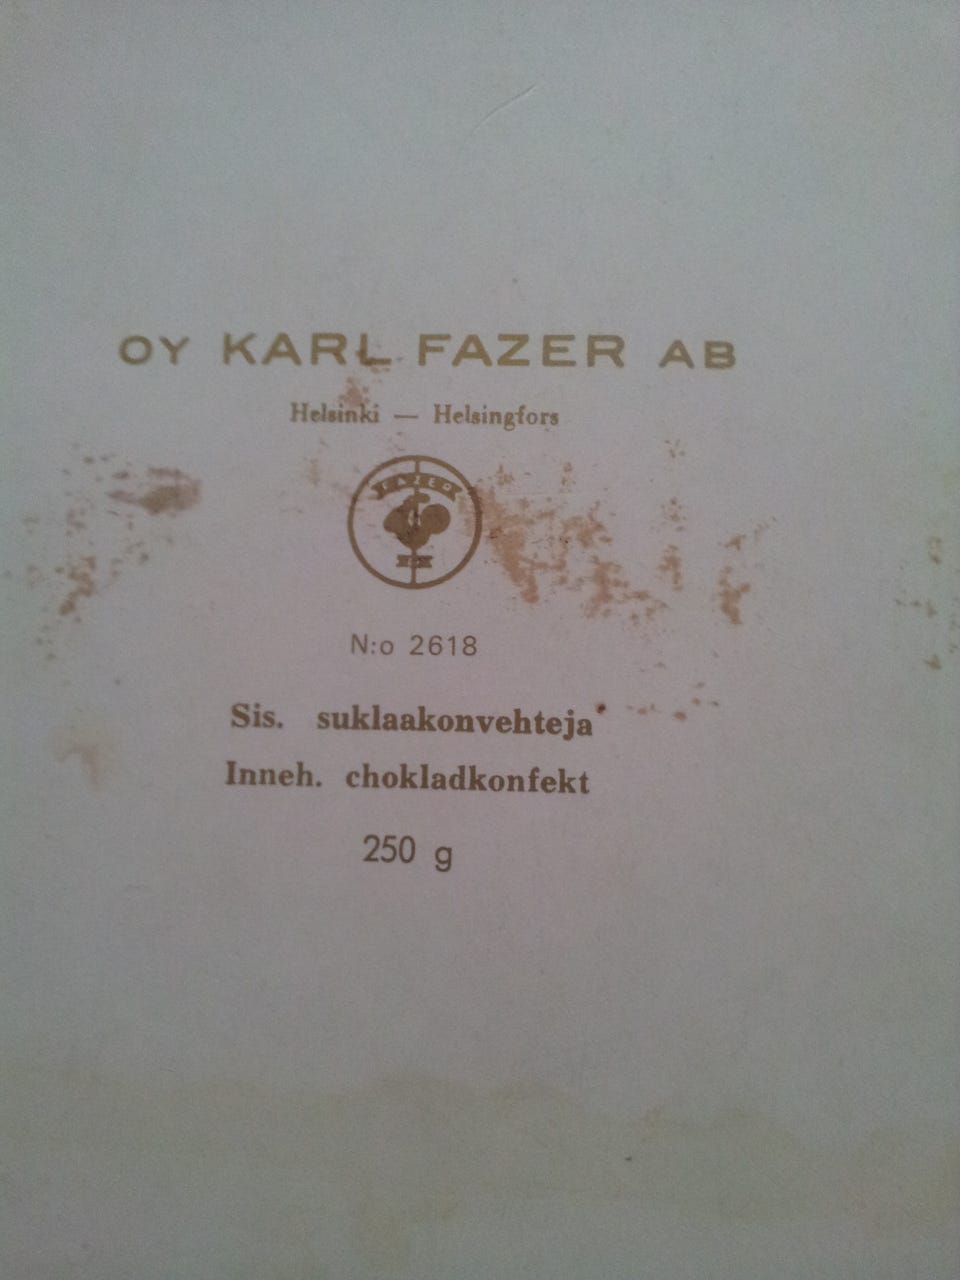 OY KARL FAZER AB
Helsinki — Helsingfors
FAZER
N:o 2618
Sis. suklaakonvehteja
Inneh. chokladkonfekt
250 g